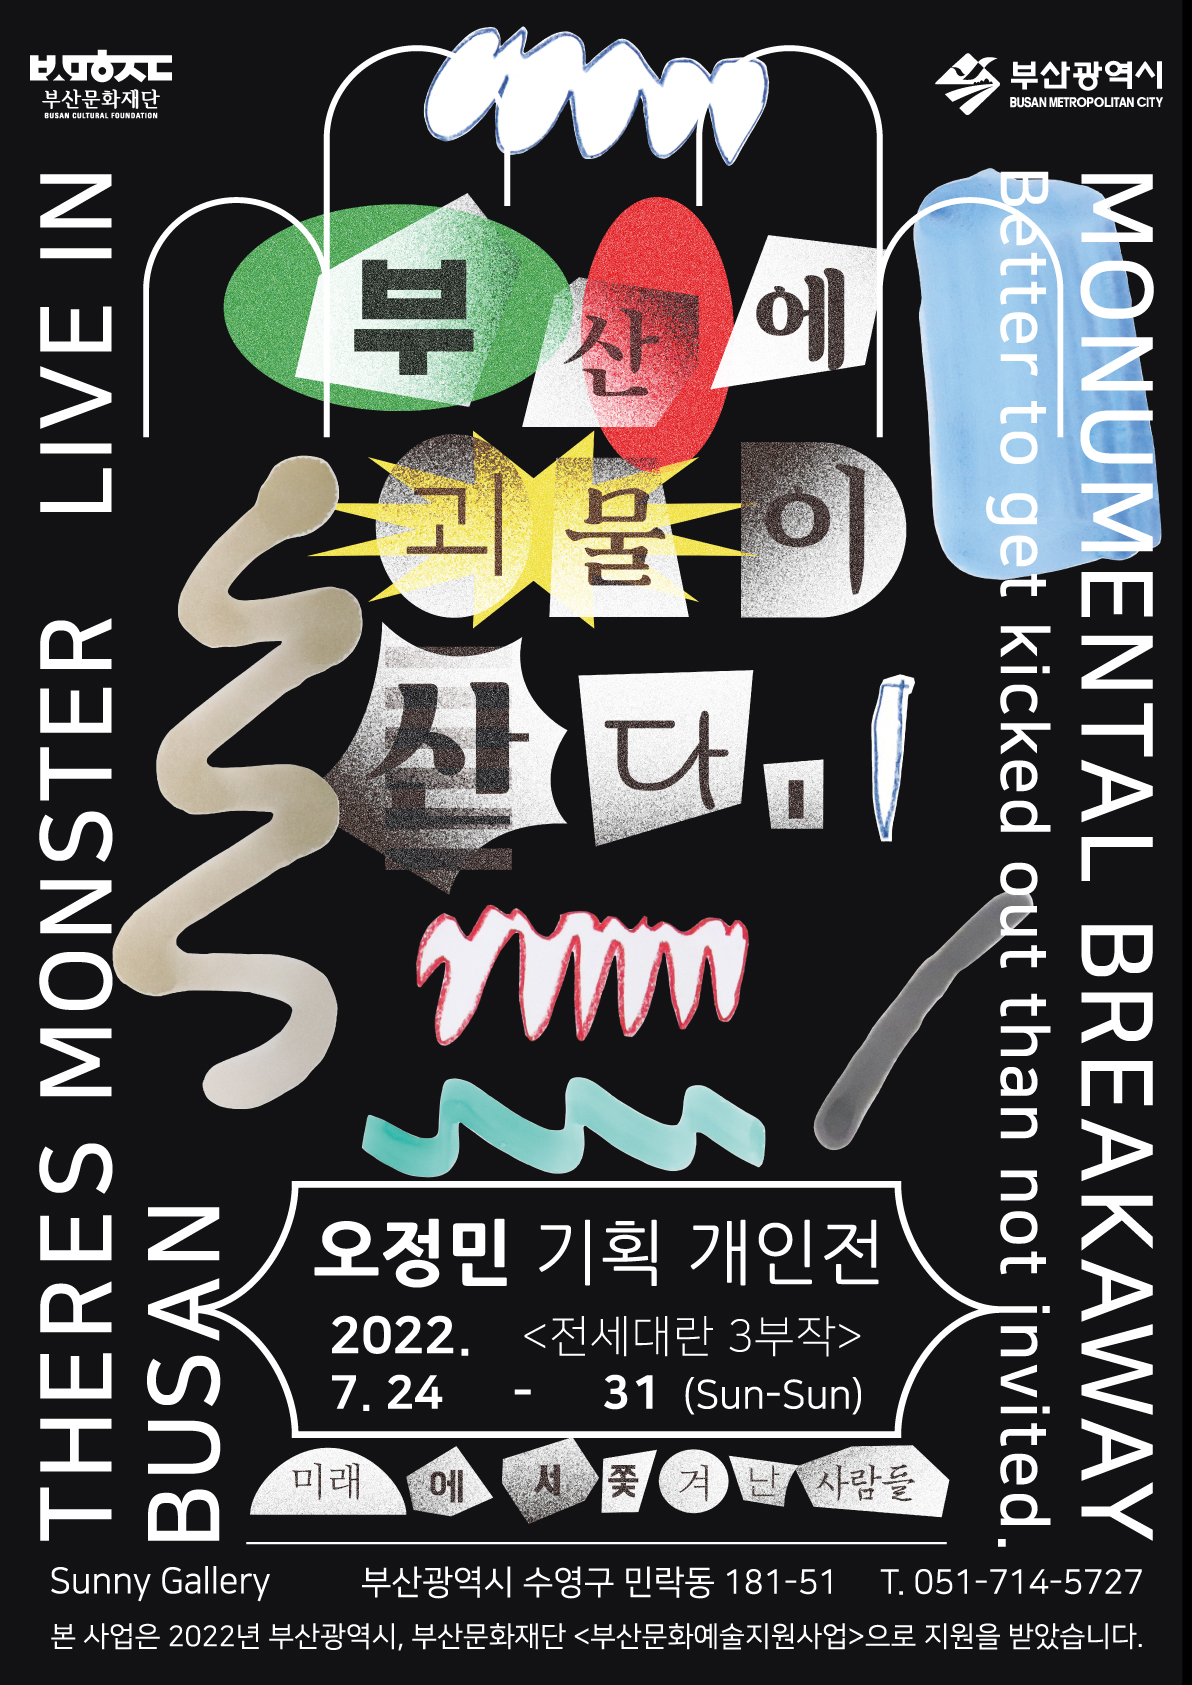 부산문화재단
BUSAN CULTURAL FOUNDATION
부산광역시
BUSAN METROPOLITAN CITY
THERES MONSTER LIVE IN
BUSAN
MONUMENTAL BREAKAWAY
Better to get kicked out than not invited.
부산에
괴물이
산다.
오정민 기획 개인전
2022. <전세대란 3부작>
7. 24 - 31 (Sun-Sun)
미래에서 쫓겨난 사람들
Sunny Gallery 부산광역시 수영구 민락동 181-51 T. 051-714-5727
본 사업은 2022년 부산광역시, 부산문화재단 <부산문화예술지원사업>으로 지원을 받았습니다.